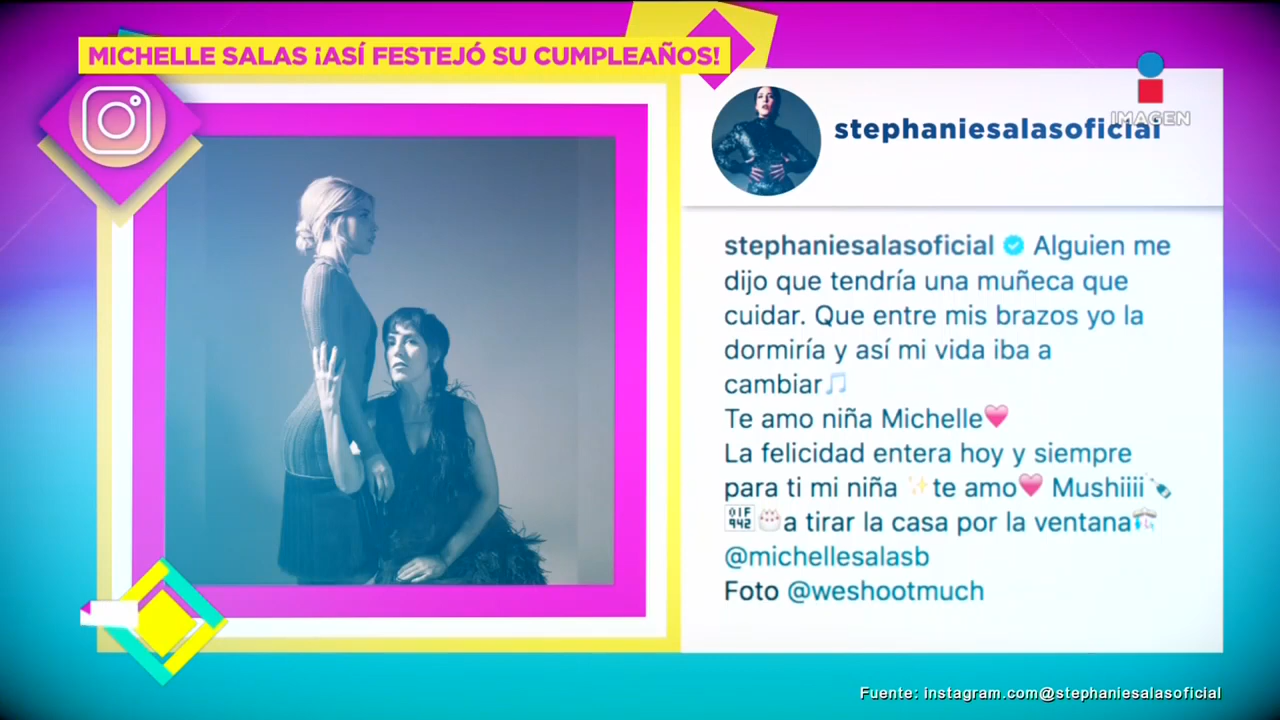 MICHELLE SALAS ¡ASÍ FESTEJÓ SU CUMPLEAÑOS!
IMAGEN
stephaniesalasoficial
stephaniesalasoficial Alguien me
dijo que tendría una muñeca que
cuidar. Que entre mis brazos yo la
dormiría y así mi vida iba a
cambiar🎵
Te amo niña Michelle💗
La felicidad entera hoy y siempre
para ti mi niña ✨te amo💗 Mushiiii🍾
01F942🎂a tirar la casa por la ventana🎊
@michellesalasb
Foto @weshootmuch
Fuente: instagram.com@stephaniesalasoficial